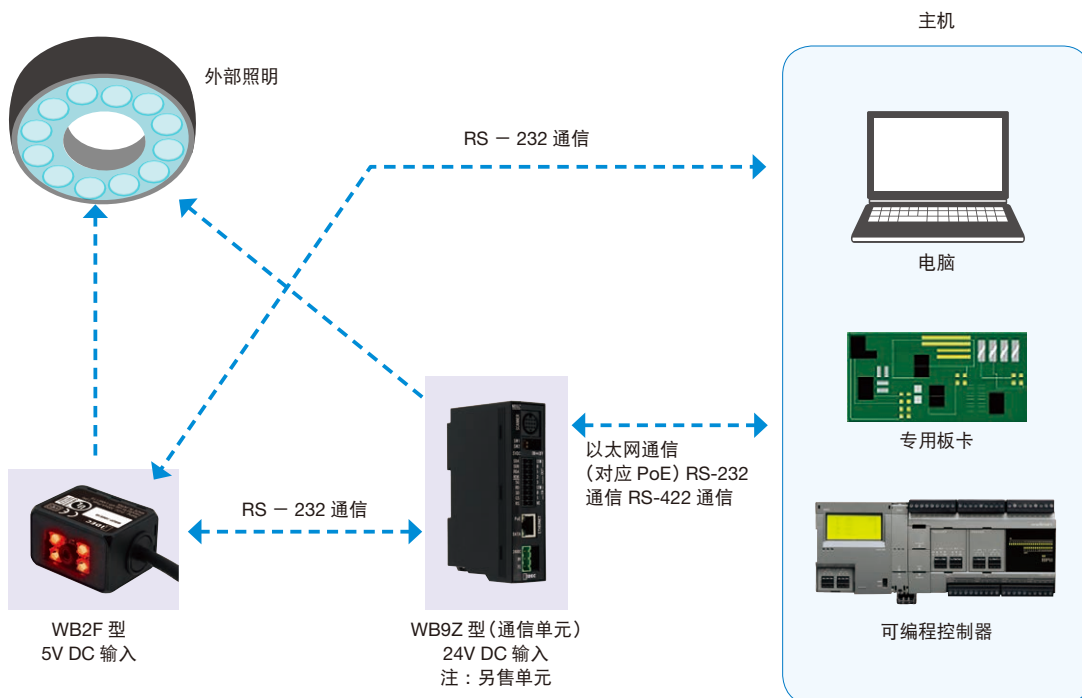 主机
外部照明
RS － 232 通信
电脑
专用板卡
以太网通信
（对应 PoE） RS-232
通信 RS-422 通信
RS － 232 通信
IDEC
WB2F 型
5V DC 输入
WB9Z 型（通信单元）
24V DC 输入
注：另售单元
可编程控制器